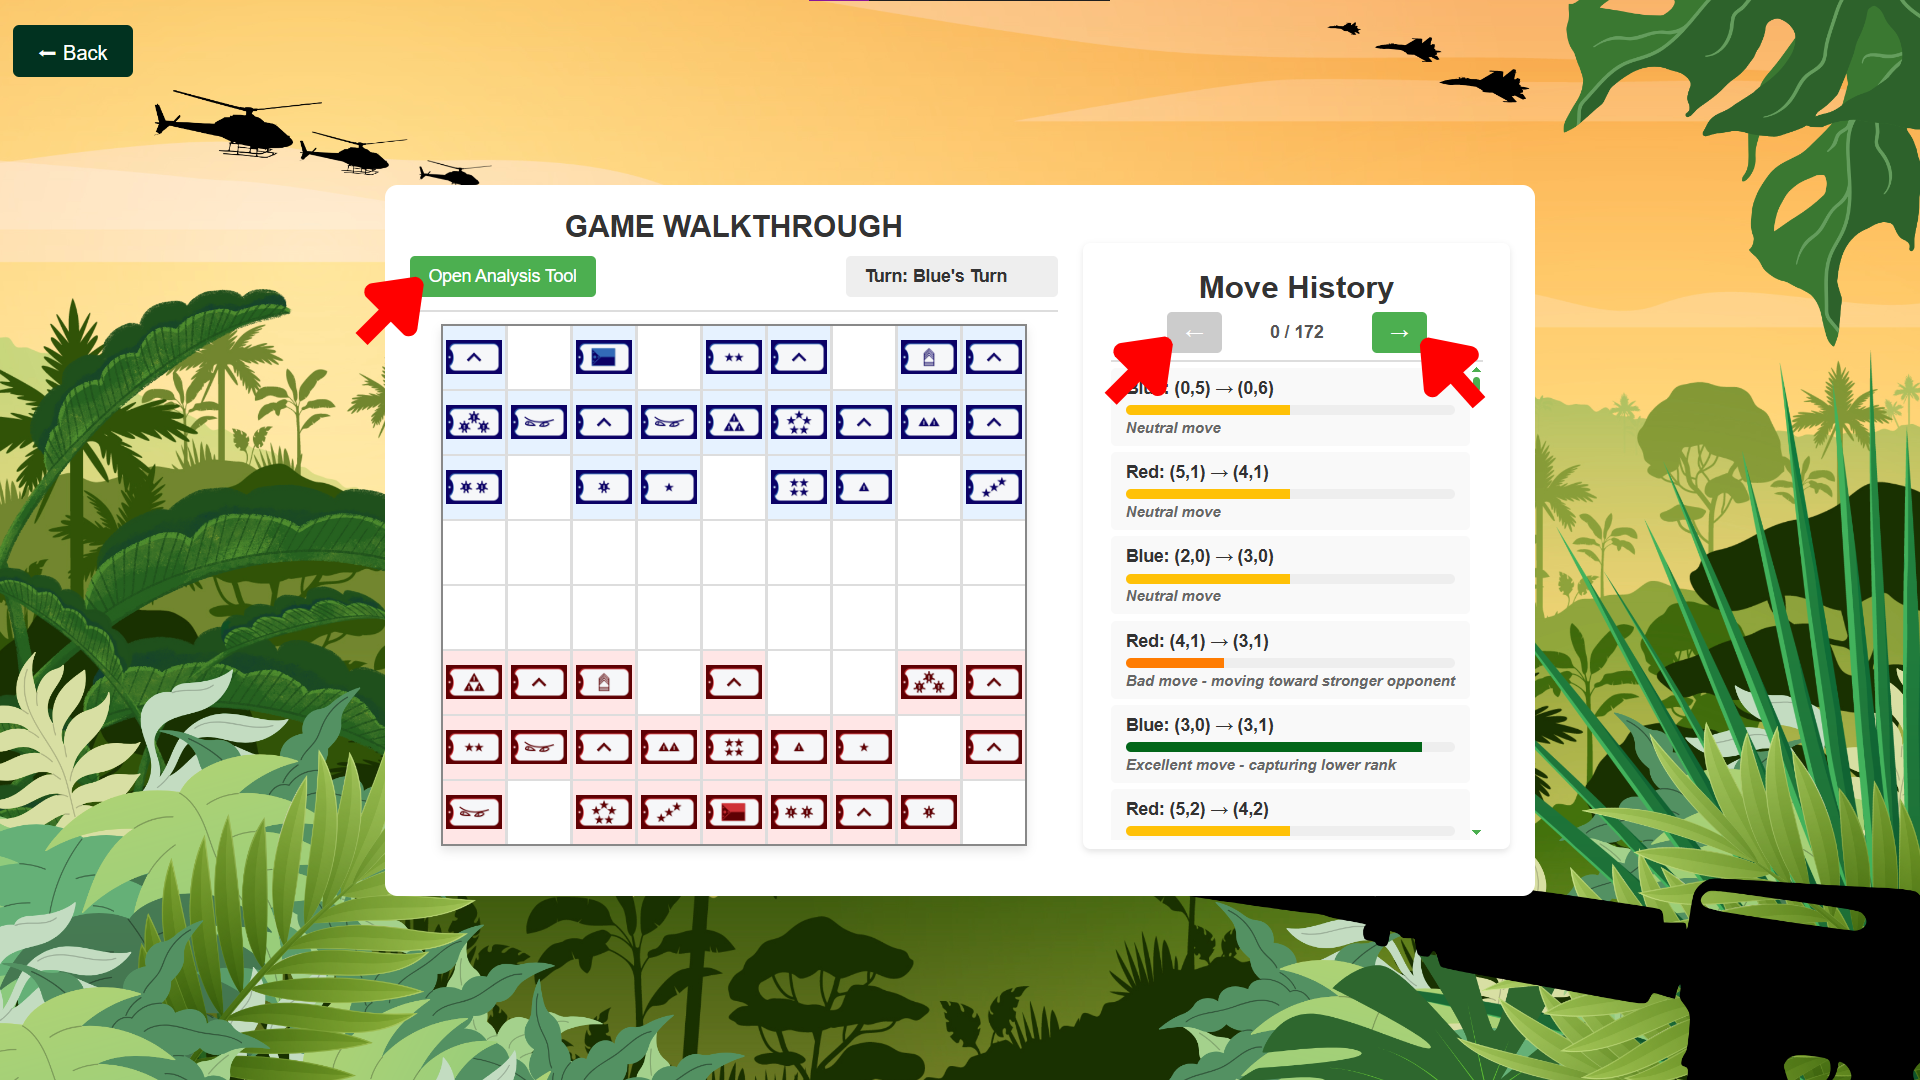 ← Back
GAME WALKTHROUGH
Open Analysis Tool
Turn: Blue's Turn
Move History
← 0 / 172 →
Blue: (0,5) → (0,6)
Neutral move
Red: (5,1) → (4,1)
Neutral move
Blue: (2,0) → (3,0)
Neutral move
Red: (4,1) → (3,1)
Bad move - moving toward stronger opponent
Blue: (3,0) → (3,1)
Excellent move - capturing lower rank
Red: (5,2) → (4,2)